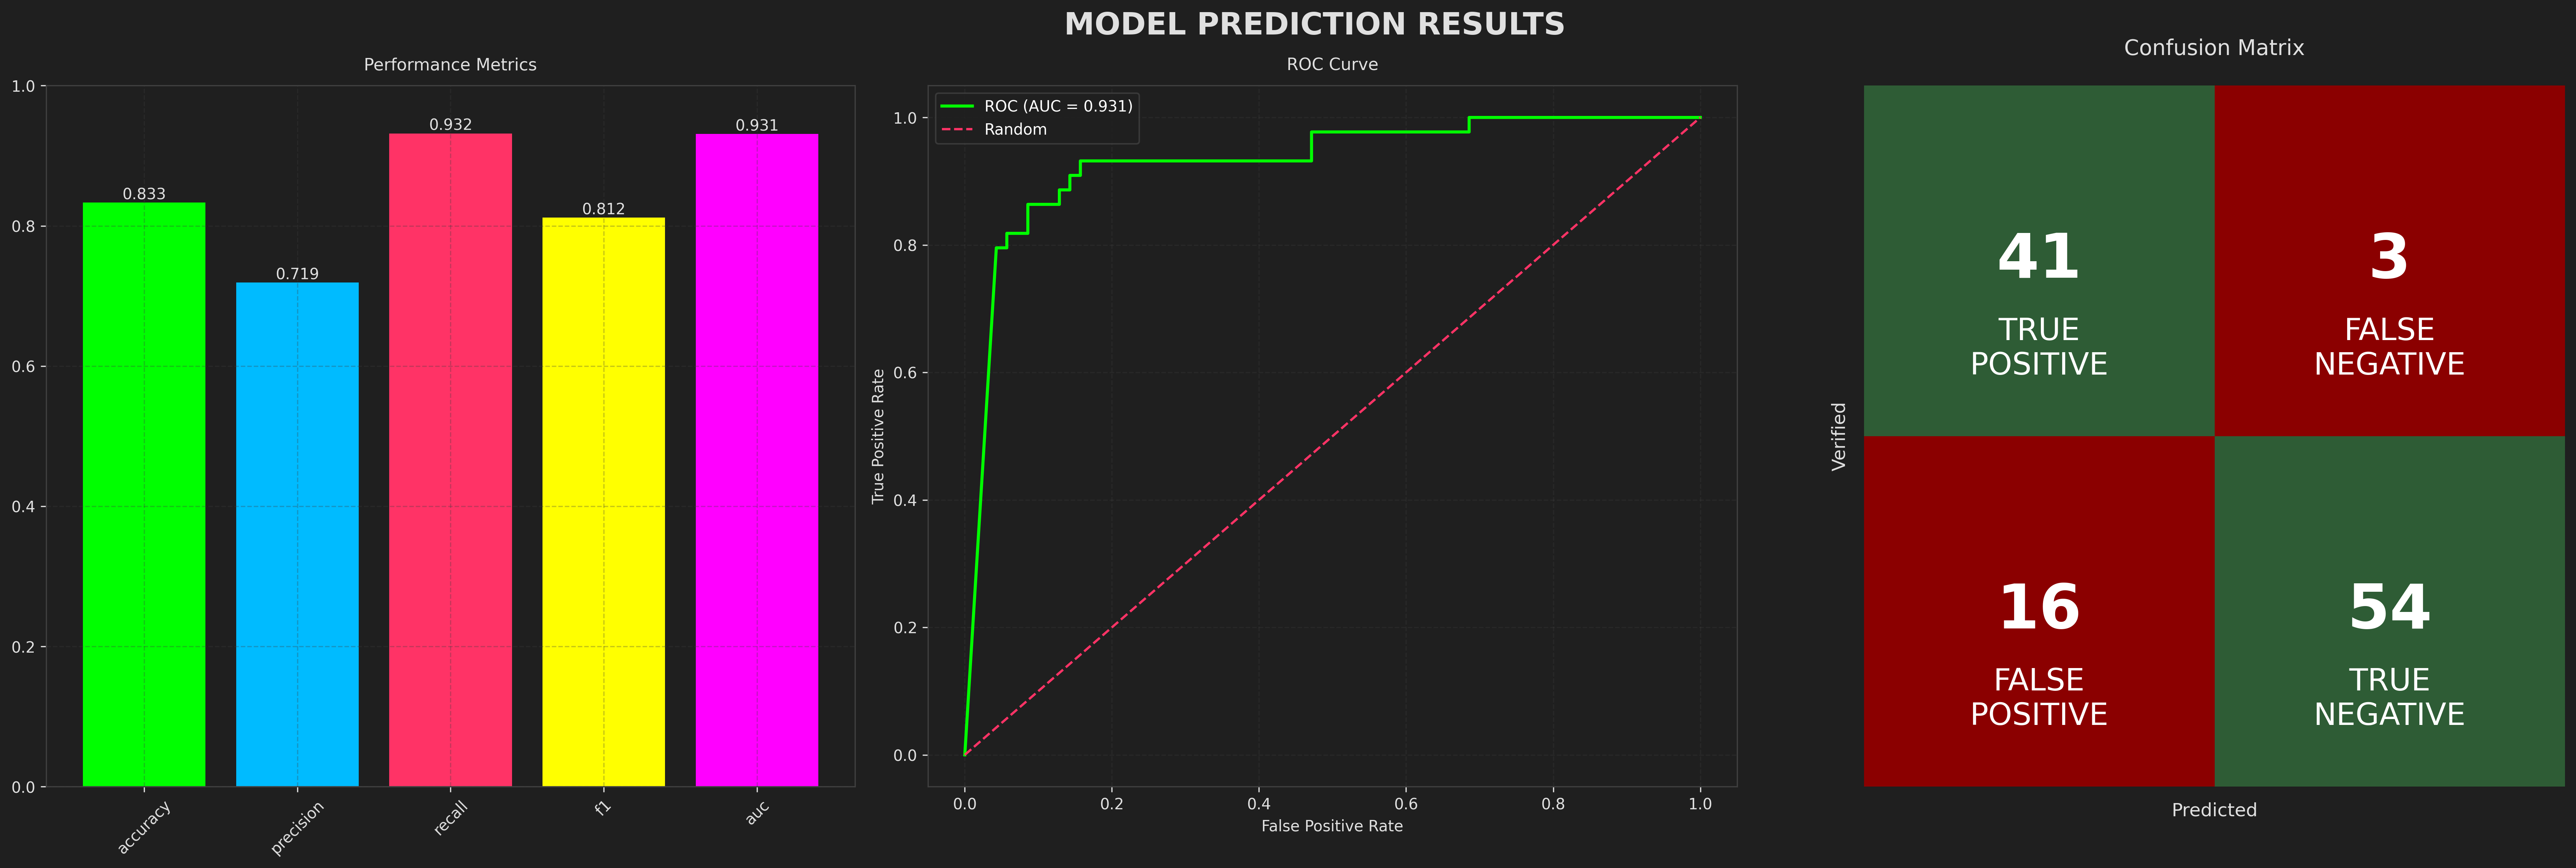 MODEL PREDICTION RESULTS
Performance Metrics
1.0
0.8
0.6
0.4
0.2
0.0
0.833
0.719
0.932
0.812
0.931
accuracy
precision
recall
f1
auc
ROC Curve
ROC (AUC = 0.931)
Random
True Positive Rate
1.0
0.8
0.6
0.4
0.2
0.0
0.0
0.2
0.4
0.6
0.8
1.0
False Positive Rate
Confusion Matrix
Verified
41
TRUE
POSITIVE
3
FALSE
NEGATIVE
16
FALSE
POSITIVE
54
TRUE
NEGATIVE
Predicted